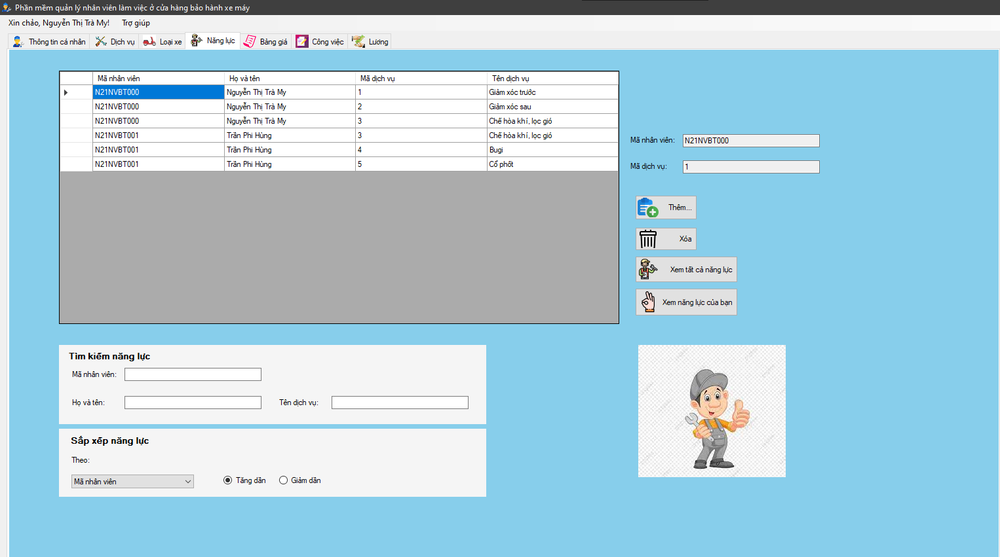 Phần mềm quản lý nhân viên làm việc ở cửa hàng bảo hành xe máy
Xin chào, Nguyễn Thị Trà My! Trợ giúp
Thông tin cá nhân Dịch vụ Loại xe Năng lực Bảng giá Công việc Lương
Mã nhân viên Họ và tên Mã dịch vụ Tên dịch vụ
N21NVBT000 Nguyễn Thị Trà My 1 Giảm xóc trước
N21NVBT000 Nguyễn Thị Trà My 2 Giảm xóc sau
N21NVBT000 Nguyễn Thị Trà My 3 Chế hòa khí, lọc gió
N21NVBT001 Trần Phi Hùng 3 Chế hòa khí, lọc gió
N21NVBT001 Trần Phi Hùng 4 Bugi
N21NVBT001 Trần Phi Hùng 5 Cổ phốt
Mã nhân viên: N21NVBT000
Mã dịch vụ: 1
Thêm...
Xóa
Xem tất cả năng lực
Xem năng lực của bạn
Tìm kiếm năng lực
Mã nhân viên:
Họ và tên: Tên dịch vụ:
Sắp xếp năng lực
Theo:
Mã nhân viên Tăng dần Giảm dần